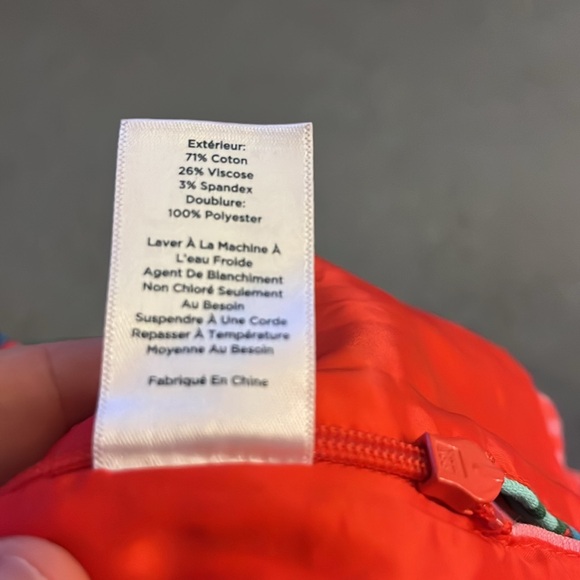 Extérieur:
71% Coton
26% Viscose
3% Spandex
Doublure:
100% Polyester
Laver À La Machine À
L'eau Froide
Agent De Blanchiment
Non Chloré Seulement
Au Besoin
Suspendre À Une Corde
Repasser À Température
Moyenne Au Besoin
Fabriqué En Chine